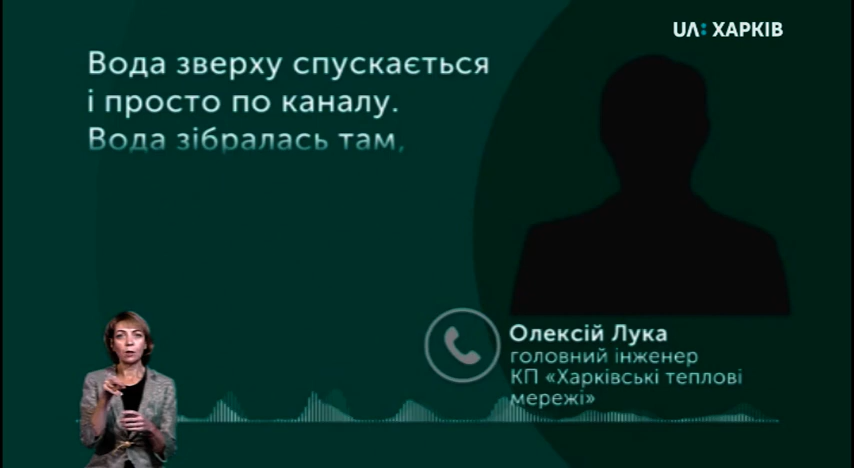 UA: ХАРКІВ
Вода зверху спускається
і просто по каналу.
Вода зібралась там,
Олексій Лука
головний інженер
КП «Харківські теплові
мережі»